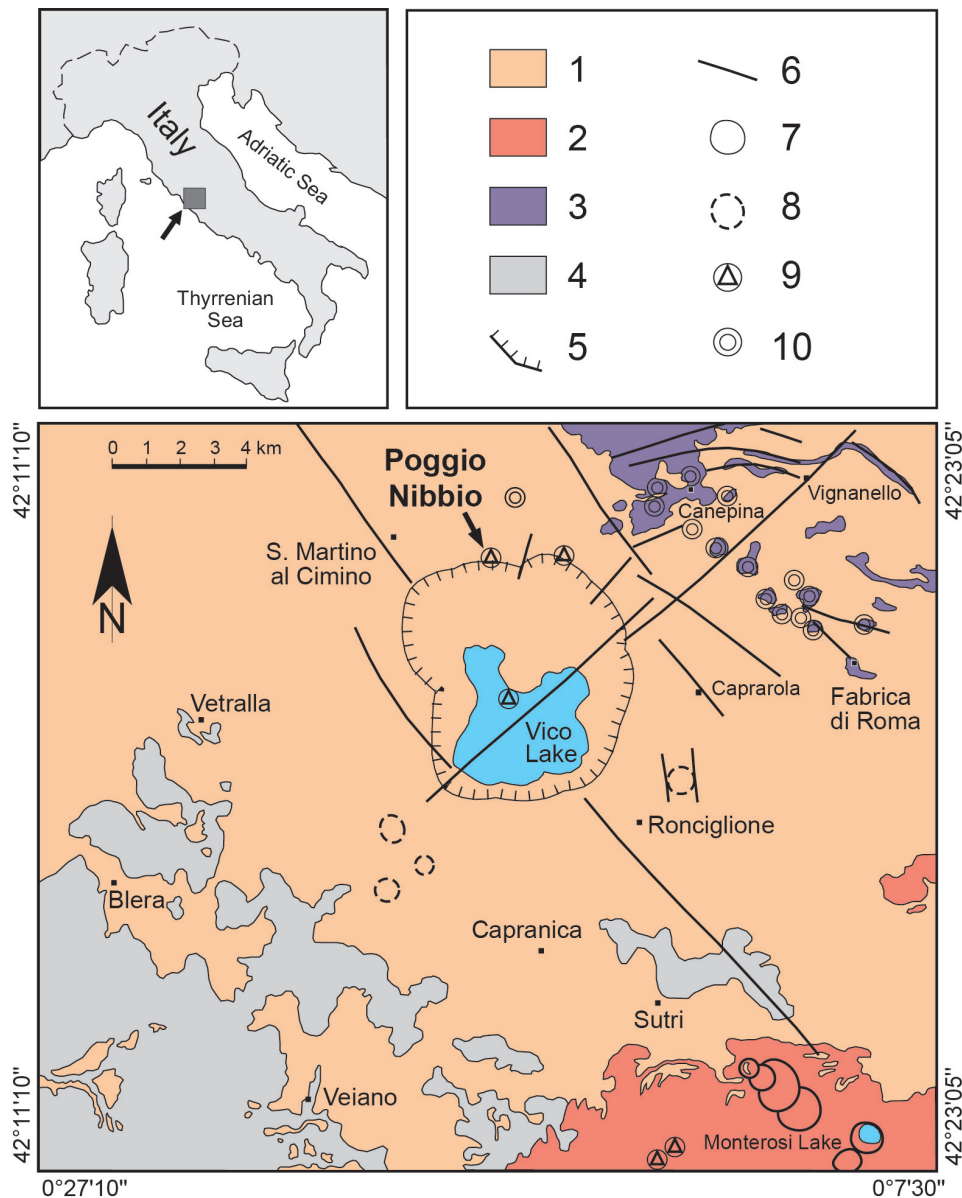 Italy
Adriatic Sea
Thyrrenian
Sea
1
2
3
4
5
6
7
8
9
10
42°11'10"
42°23'05"
0 1 2 3 4 km
N
Poggio
Nibbio
S. Martino
al Cimino
Canepina
Vignanello
Fabrica
di Roma
Caprarola
Vetralla
Vico
Lake
Ronciglione
Blera
Capranica
Sutri
Veiano
Monterosi Lake
42°11'10"
42°23'05"
0°27'10"
0°7'30"